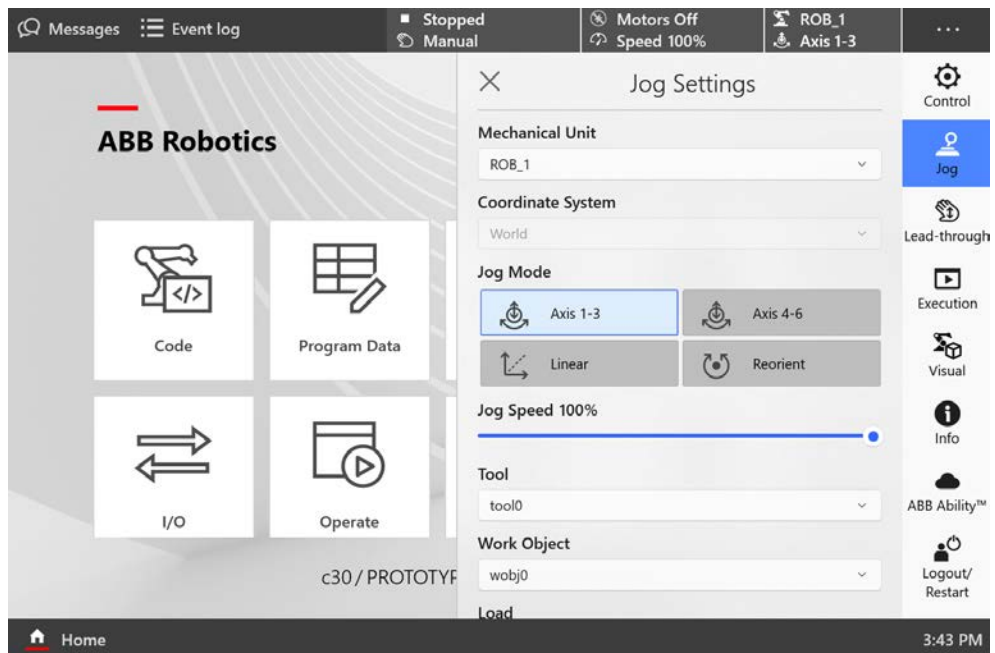 Messages
Event log
Stopped
Manual
Motors Off
Speed 100%
ROB_1
Axis 1-3
...
ABB Robotics
</>
Code
Program Data
I/O
Operate
c30 / PROTOTYP
Jog Settings
Mechanical Unit
ROB_1
Coordinate System
World
Jog Mode
Axis 1-3
Axis 4-6
Linear
Reorient
Jog Speed 100%
Tool
tool0
Work Object
wobj0
Load
Control
Jog
Lead-through
Execution
Visual
Info
ABB Ability™
Logout/
Restart
Home
3:43 PM